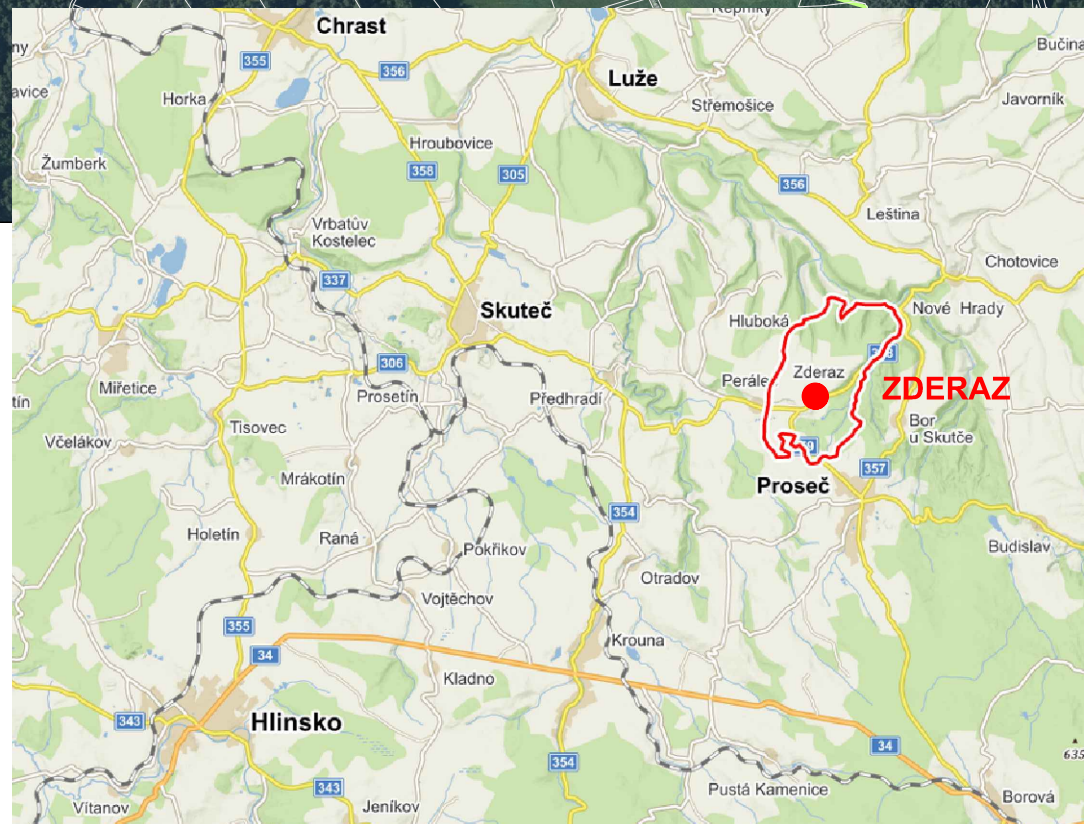 Chrast
355
356
Luže
Bučina
Horka
Střemošice
Javorník
Žumberk
Hroubovice
358
305
356
Leština
Vrbatův
Kostelec
337
Chotovice
Skuteč
Hluboká
Nové Hrady
306
Miřetice
Prosetín
Předhradí
Perálec
Zderaz
ZDERAZ
Tisovec
Včelákov
Bor
u Skutče
Mrákotín
Proseč
357
354
Holetín
Raná
Pokřikov
Budislav
Otradov
Vojtěchov
355
34
Krouna
Kladno
343
Hlinsko
34
354
635
343
Vítanov
Jeníkov
Pustá Kamenice
Borová